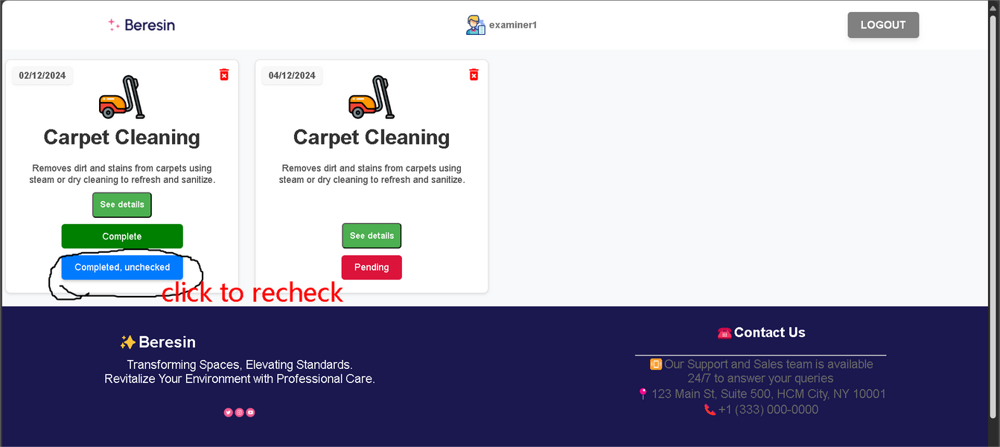 Beresin
examiner1
LOGOUT
02/12/2024
Carpet Cleaning
Removes dirt and stains from carpets using
steam or dry cleaning to refresh and sanitize.
See details
Complete
Completed, unchecked
click to recheck
04/12/2024
Carpet Cleaning
Removes dirt and stains from carpets using
steam or dry cleaning to refresh and sanitize.
See details
Pending
Beresin
Transforming Spaces, Elevating Standards.
Revitalize Your Environment with Professional Care.
Contact Us
Our Support and Sales team is available
24/7 to answer your queries
123 Main St, Suite 500, HCM City, NY 10001
+1 (333) 000-0000